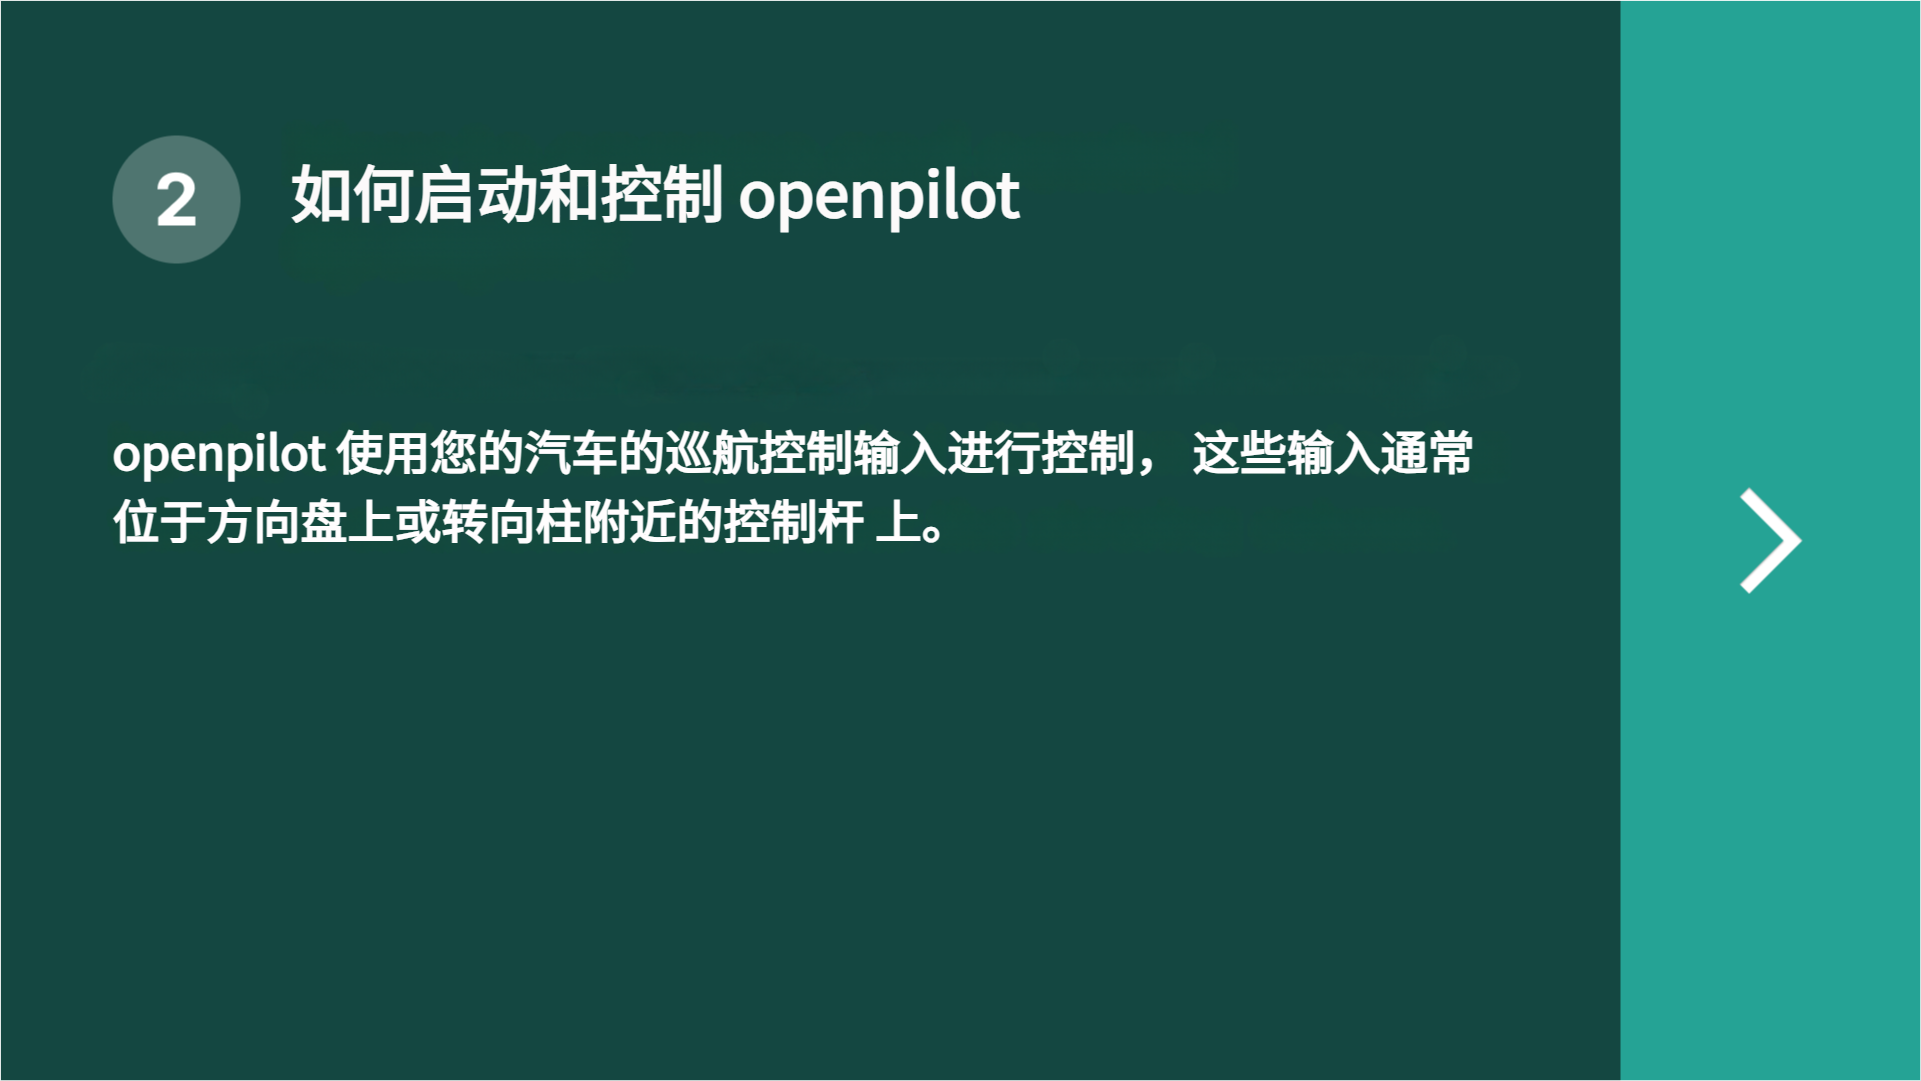 2
如何启动和控制 openpilot
openpilot 使用您的汽车的巡航控制输入进行控制， 这些输入通常
位于方向盘上或转向柱附近的控制杆 上。